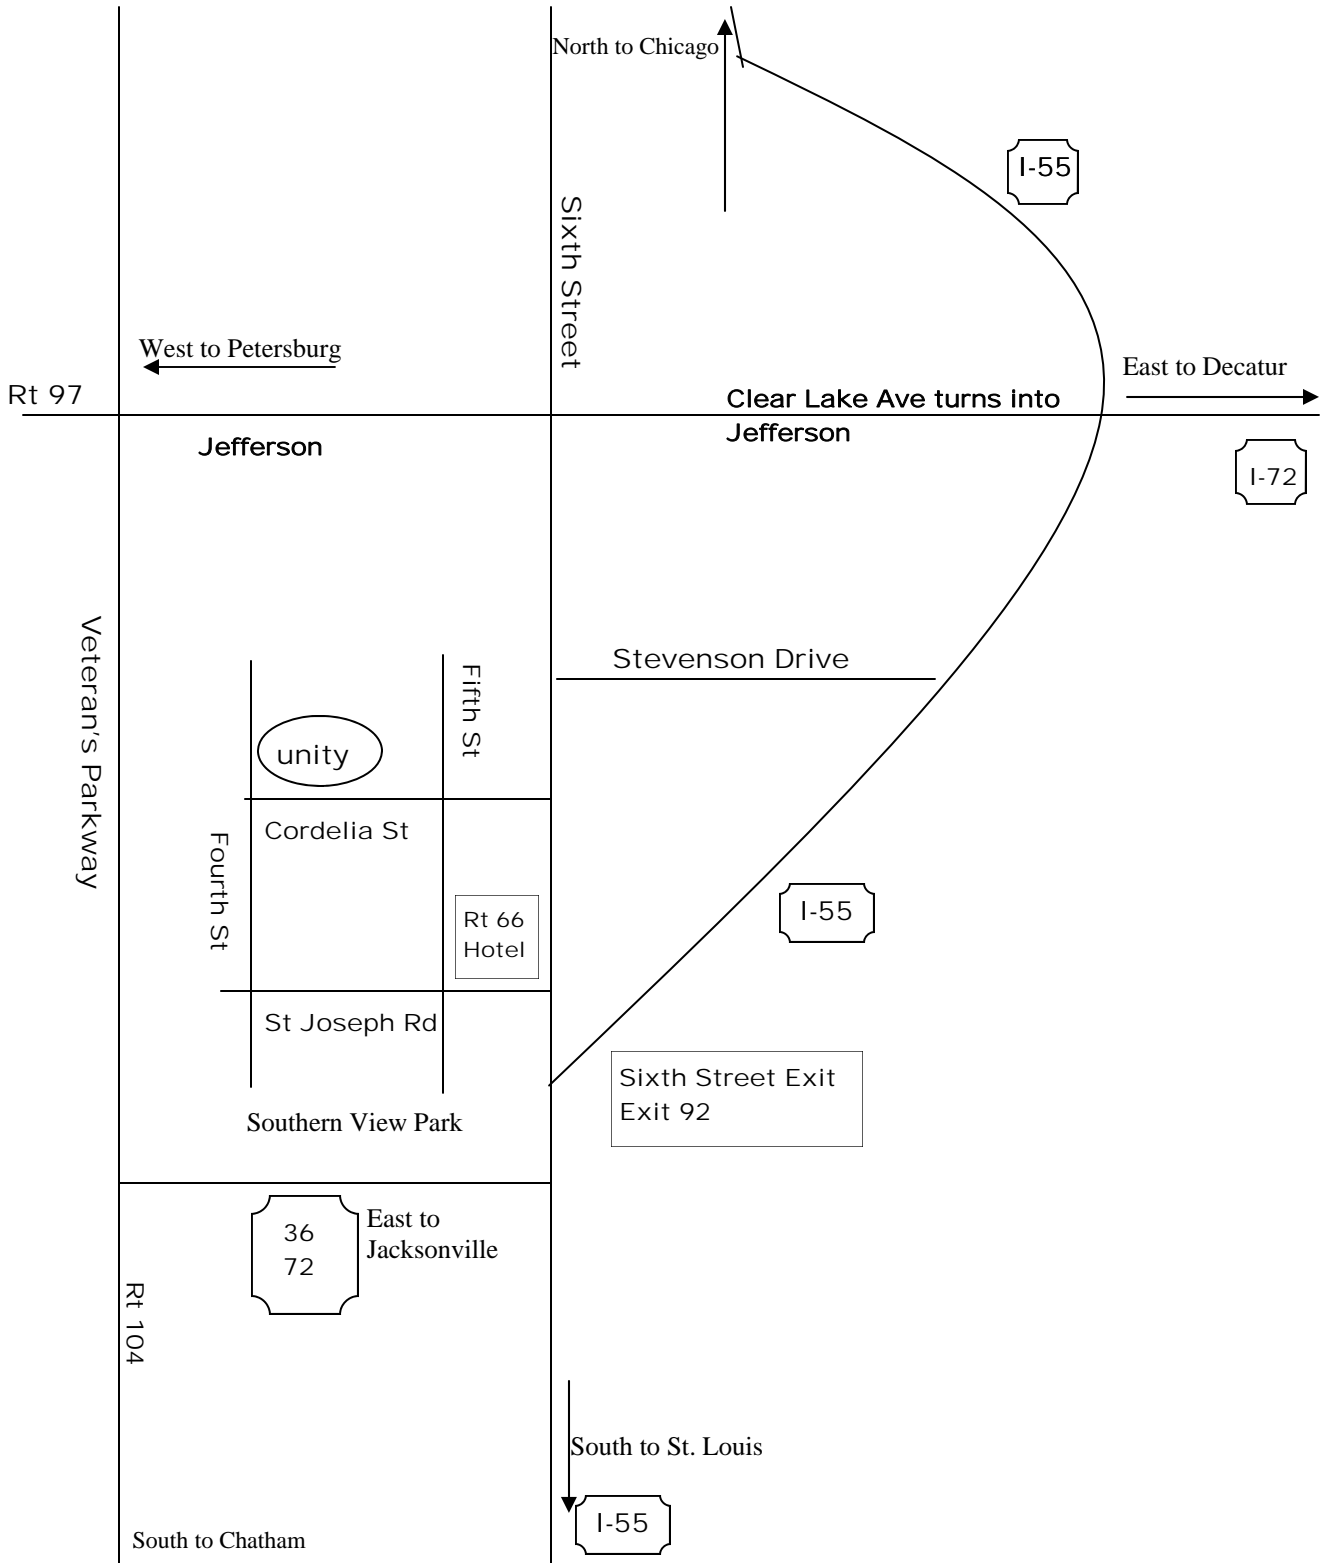 North to Chicago
I-55
Sixth Street
West to Petersburg
East to Decatur
Rt 97
Clear Lake Ave turns into
Jefferson
Jefferson
I-72
Veteran's Parkway
Stevenson Drive
Fifth St
unity
Cordelia St
Fourth St
I-55
Rt 66
Hotel
St Joseph Rd
Sixth Street Exit
Exit 92
Southern View Park
36
72
East to
Jacksonville
Rt 104
South to St. Louis
I-55
South to Chatham